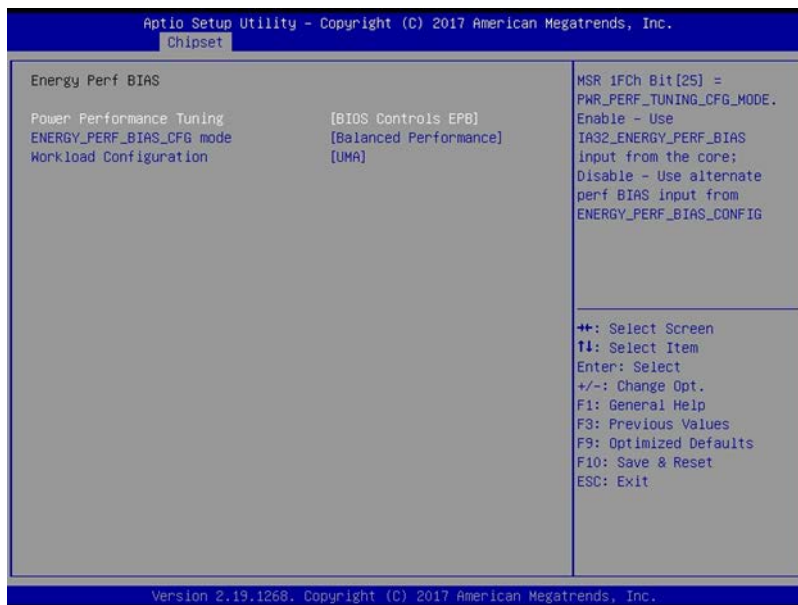 Aptio Setup Utility – Copyright (C) 2017 American Megatrends, Inc.
Chipset
Energy Perf BIAS
Power Performance Tuning [BIOS Controls EPB]
ENERGY_PERF_BIAS_CFG mode [Balanced Performance]
Workload Configuration [UMA]
MSR 1FCh Bit[25] =
PWR_PERF_TUNING_CFG_MODE.
Enable – Use
IA32_ENERGY_PERF_BIAS
input from the core;
Disable – Use alternate
perf BIAS input from
ENERGY_PERF_BIAS_CONFIG
→←: Select Screen
↑↓: Select Item
Enter: Select
+/-: Change Opt.
F1: General Help
F3: Previous Values
F9: Optimized Defaults
F10: Save & Reset
ESC: Exit
Version 2.19.1268. Copyright (C) 2017 American Megatrends, Inc.